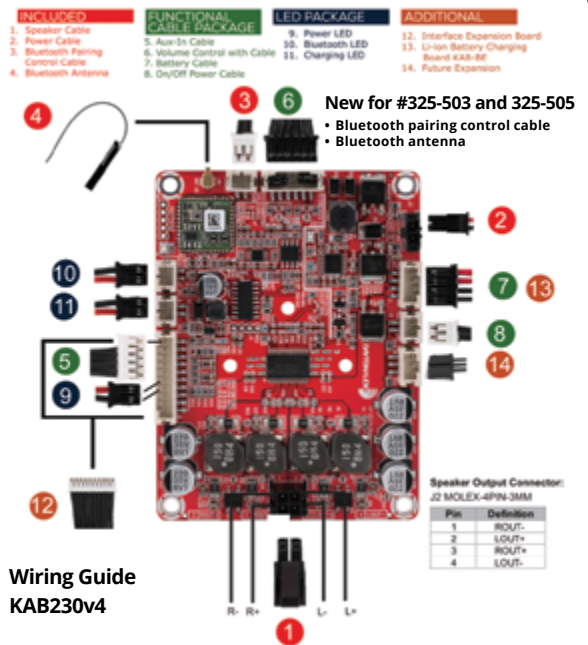 INCLUDED
1. Speaker Cable
2. Power Cable
3. Bluetooth Pairing
Control Cable
4. Bluetooth Antenna
FUNCTIONAL
CABLE PACKAGE
5. Aux-In Cable
6. Volume Control with Cable
7. Battery Cable
8. On/Off Power Cable
LED PACKAGE
9. Power LED
10. Bluetooth LED
11. Charging LED
ADDITIONAL
12. Interface Expansion Board
13. Li-ion Battery Charging
Board KAB-BE
14. Future Expansion
New for #325-503 and 325-505
• Bluetooth pairing control cable
• Bluetooth antenna
4
3
6
2
10
11
7
13
8
5
14
9
12
Speaker Output Connector:
J2 MOLEX-4PIN-3MM
Pin Definition
1 ROUT-
2 LOUT+
3 ROUT+
4 LOUT-
Wiring Guide
KAB230v4
R- R+ L- L+
1